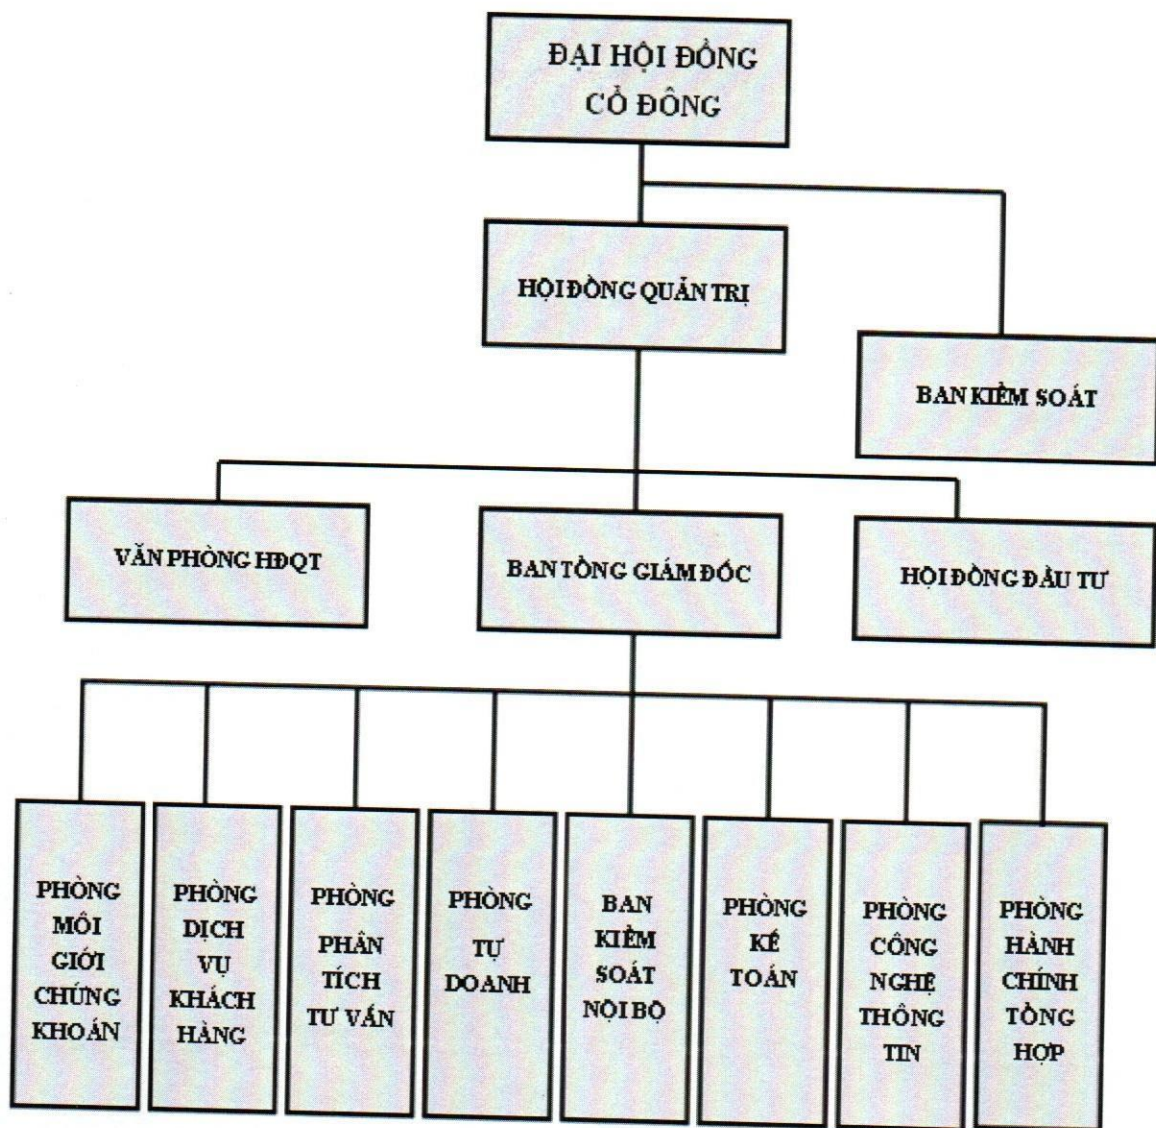 ĐẠI HỘI ĐỒNG
CỔ ĐÔNG
HỘI ĐỒNG QUẢN TRỊ
BAN KIỂM SOÁT
VĂN PHÒNG HĐQT
BAN TỔNG GIÁM ĐỐC
HỘI ĐỒNG ĐẦU TƯ
PHÒNG
MÔI
GIỚI
CHỨNG
KHOÁN
PHÒNG
DỊCH
VỤ
KHÁCH
HÀNG
PHÒNG
PHÂN
TÍCH
TƯ VẤN
PHÒNG
TỰ
DOANH
BAN
KIỂM
SOÁT
NỘI BỘ
PHÒNG
KẾ
TOÁN
PHÒNG
CÔNG
NGHỆ
THÔNG
TIN
PHÒNG
HÀNH
CHÍNH
TỔNG
HỢP